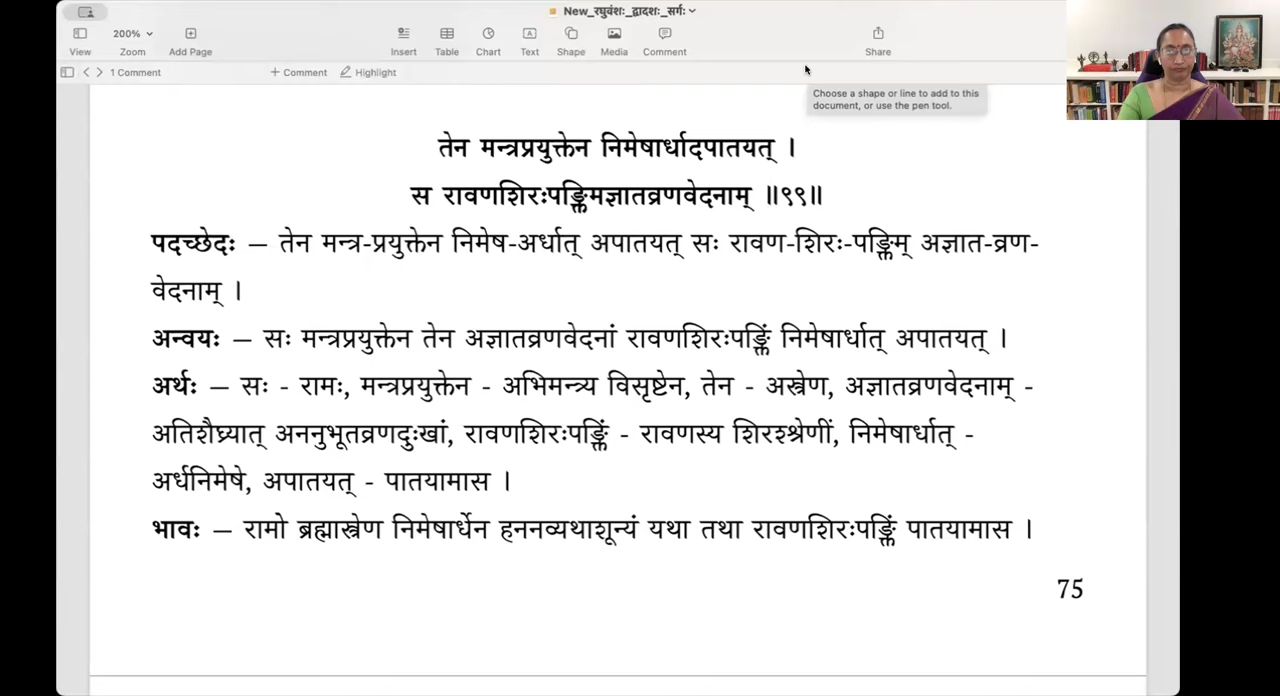 New_रघुवंशः_द्वादशः_सर्गः
200%
View
Zoom
Add Page
Insert
Table
Chart
Text
Shape
Media
Comment
Share
1 Comment
Comment
Highlight
Choose a shape or line to add to this
document, or use the pen tool.
तेन मन्त्रप्रयुक्तेन निमेषार्धादपातयत् ।
स रावणशिरःपङ्क्तिमज्ञातव्रणवेदनाम् ॥९९॥
पदच्छेदः – तेन मन्त्र-प्रयुक्तेन निमेष-अर्धात् अपातयत् सः रावण-शिरः-पङ्क्तिम् अज्ञात-व्रण-
वेदनाम् ।
अन्वयः – सः मन्त्रप्रयुक्तेन तेन अज्ञातव्रणवेदनां रावणशिरःपङ्क्तिं निमेषार्धात् अपातयत् ।
अर्थः – सः - रामः, मन्त्रप्रयुक्तेन - अभिमन्त्र्य विसृष्टेन, तेन - अस्त्रेण, अज्ञातव्रणवेदनाम् -
अतिशैघ्र्यात् अननुभूतव्रणदुःखां, रावणशिरःपङ्क्तिं - रावणस्य शिरश्श्रेणीं, निमेषार्धात् -
अर्धनिमेषे, अपातयत् - पातयामास ।
भावः – रामो ब्रह्मास्त्रेण निमेषार्धेन हननव्यथाशून्यं यथा तथा रावणशिरःपङ्क्तिं पातयामास ।
75